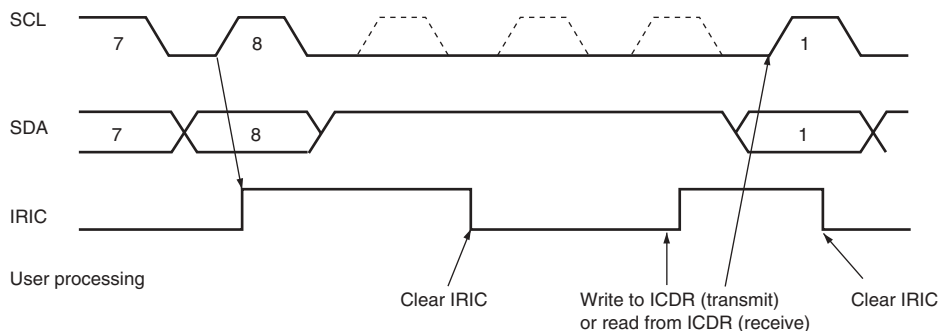 SCL
7 8 1
SDA
7 8 1
IRIC
User processing
Clear IRIC
Write to ICDR (transmit)
or read from ICDR (receive)
Clear IRIC